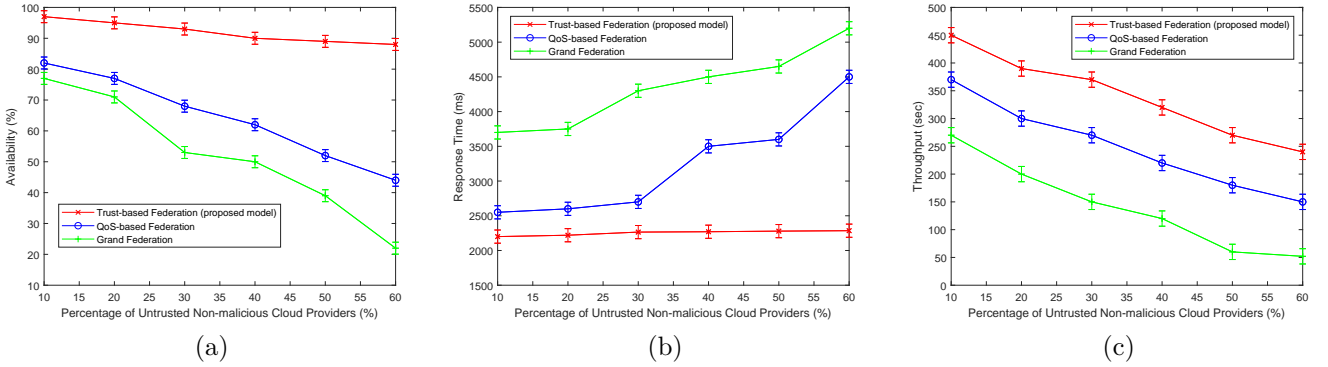 100
90
80
70
60
50
40
30
20
10
Availability (%)
Trust-based Federation (proposed model)
QoS-based Federation
Grand Federation
10 15 20 25 30 35 40 45 50 55 60
Percentage of Untrusted Non-malicious Cloud Providers (%)
(a)
5500
5000
4500
4000
3500
3000
2500
2000
1500
Response Time (ms)
Trust-based Federation (proposed model)
QoS-based Federation
Grand Federation
10 15 20 25 30 35 40 45 50 55 60
Percentage of Untrusted Non-malicious Cloud Providers (%)
(b)
500
450
400
350
300
250
200
150
100
50
0
Throughput (sec)
Trust-based Federation (proposed model)
QoS-based Federation
Grand Federation
10 15 20 25 30 35 40 45 50 55 60
Percentage of Untrusted Non-malicious Cloud Providers (%)
(c)